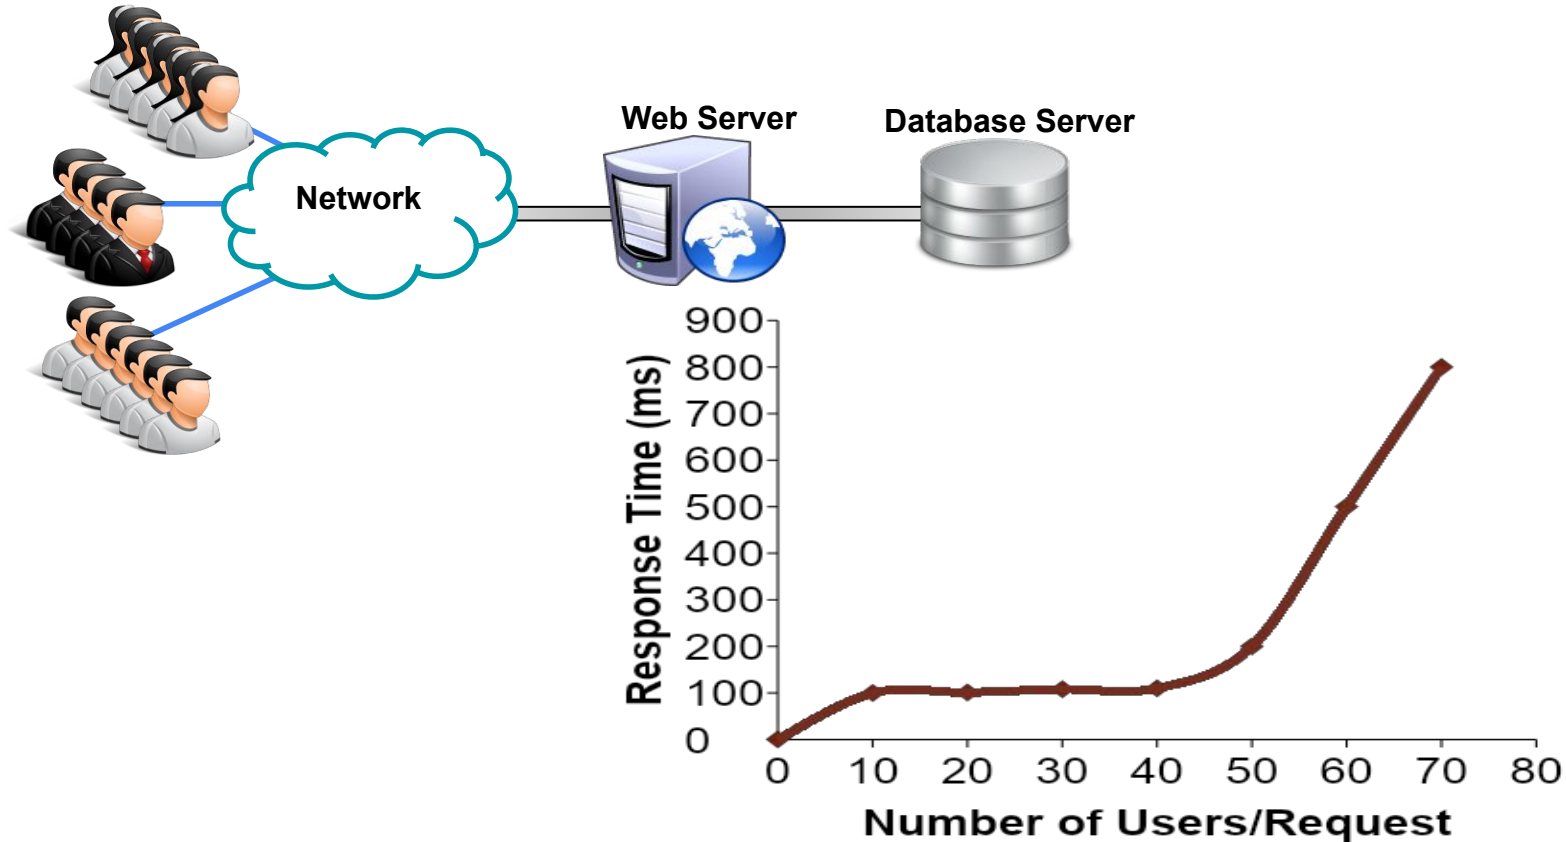 Web Server
Database Server
Network
900
800
700
600
500
400
300
200
100
0
Response Time (ms)
0 10 20 30 40 50 60 70 80
Number of Users/Request